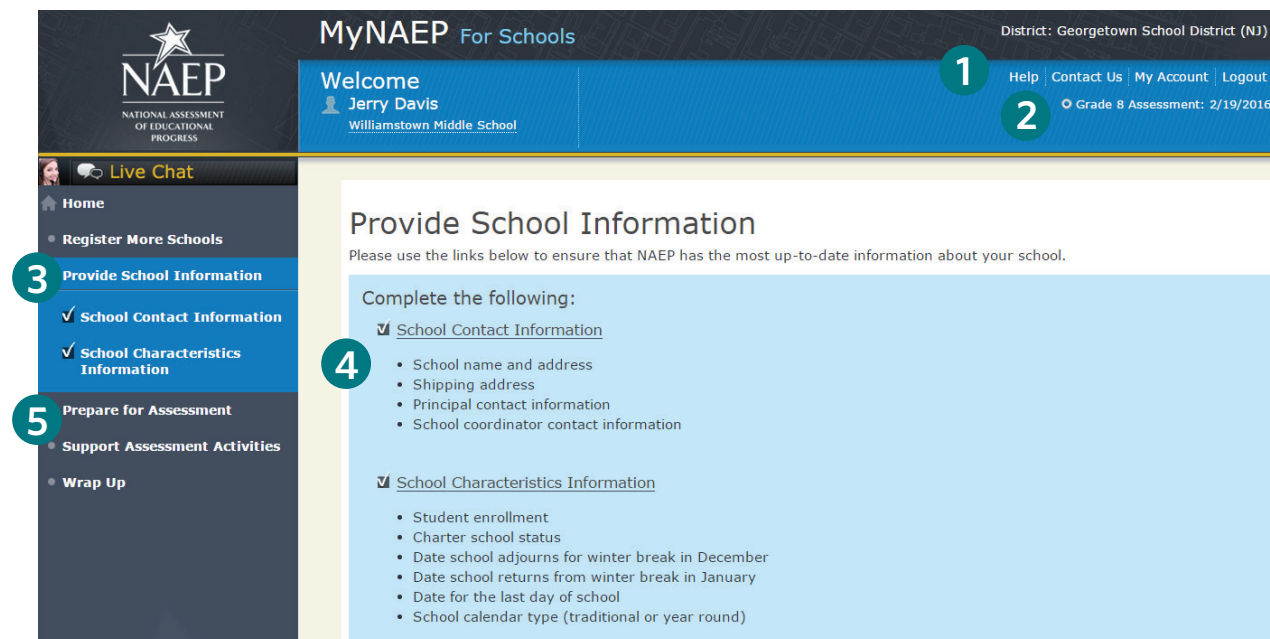 NAEP
NATIONAL ASSESSMENT
OF EDUCATIONAL
PROGRESS
MyNAEP For Schools
District: Georgetown School District (NJ)
Welcome
Jerry Davis
Williamstown Middle School
1
Help Contact Us My Account Logout
2
Grade 8 Assessment: 2/19/2016
Live Chat
Home
Register More Schools
3
Provide School Information
School Contact Information
School Characteristics
Information
5
Prepare for Assessment
Support Assessment Activities
Wrap Up
Provide School Information
Please use the links below to ensure that NAEP has the most up-to-date information about your school.
Complete the following:
School Contact Information
4
• School name and address
• Shipping address
• Principal contact information
• School coordinator contact information
School Characteristics Information
• Student enrollment
• Charter school status
• Date school adjourns for winter break in December
• Date school returns from winter break in January
• Date for the last day of school
• School calendar type (traditional or year round)